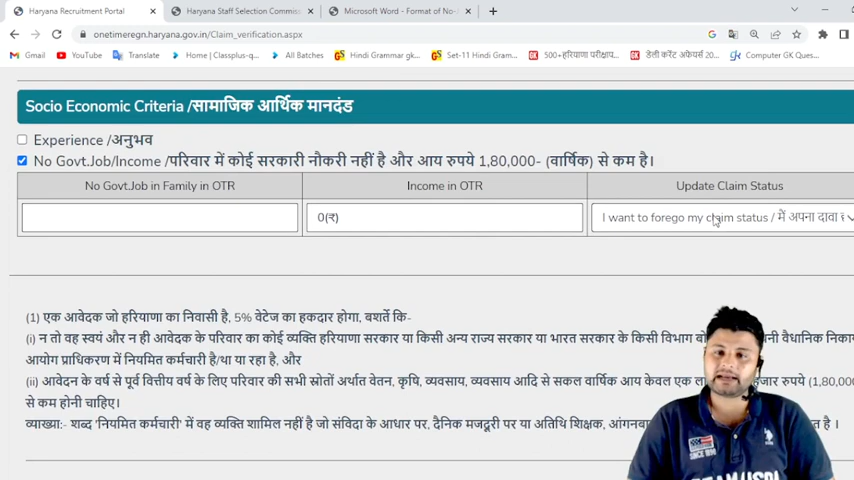 Haryana Recruitment Portal
Haryana Staff Selection Commiss
Microsoft Word - Format of No-
onetimeregn.haryana.gov.in/Claim_verification.aspx
Gmail
YouTube
Translate
Home | Classplus-q...
All Batches
Hindi Grammar gk...
Set-11 Hindi Gram...
500+हरियाणा परीक्षाप...
डेली करेंट अफेयर्स 20...
Computer GK Ques...
Socio Economic Criteria /सामाजिक आर्थिक मानदंड
Experience /अनुभव
No Govt.Job/Income /परिवार में कोई सरकारी नौकरी नहीं है और आय रुपये 1,80,000- (वार्षिक) से कम है।
No Govt.Job in Family in OTR
Income in OTR
Update Claim Status
0(₹)
I want to forego my claim status / में अपना दावा
(1) एक आवेदक जो हरियाणा का निवासी है, 5% वेटेज का हकदार होगा, बशर्ते कि-
(i) न तो वह स्वयं और न ही आवेदक के परिवार का कोई व्यक्ति हरियाणा सरकार या किसी अन्य राज्य सरकार या भारत सरकार के किसी विभाग
आयोग प्राधिकरण में नियमित कर्मचारी है/था या रहा है, और
(ii) आवेदन के वर्ष से पूर्व वित्तीय वर्ष के लिए परिवार की सभी स्रोतों अर्थात वेतन, कृषि, व्यवसाय, व्यवसाय आदि से सकल वार्षिक आय केवल एक रुपये (1,80,00
से कम होनी चाहिए।
व्याख्या:- शब्द 'नियमित कर्मचारी' में वह व्यक्ति शामिल नहीं है जो संविदा के आधार पर, दैनिक मजदूरी पर या अतिथि शिक्षक, है ।
SINCE 1890